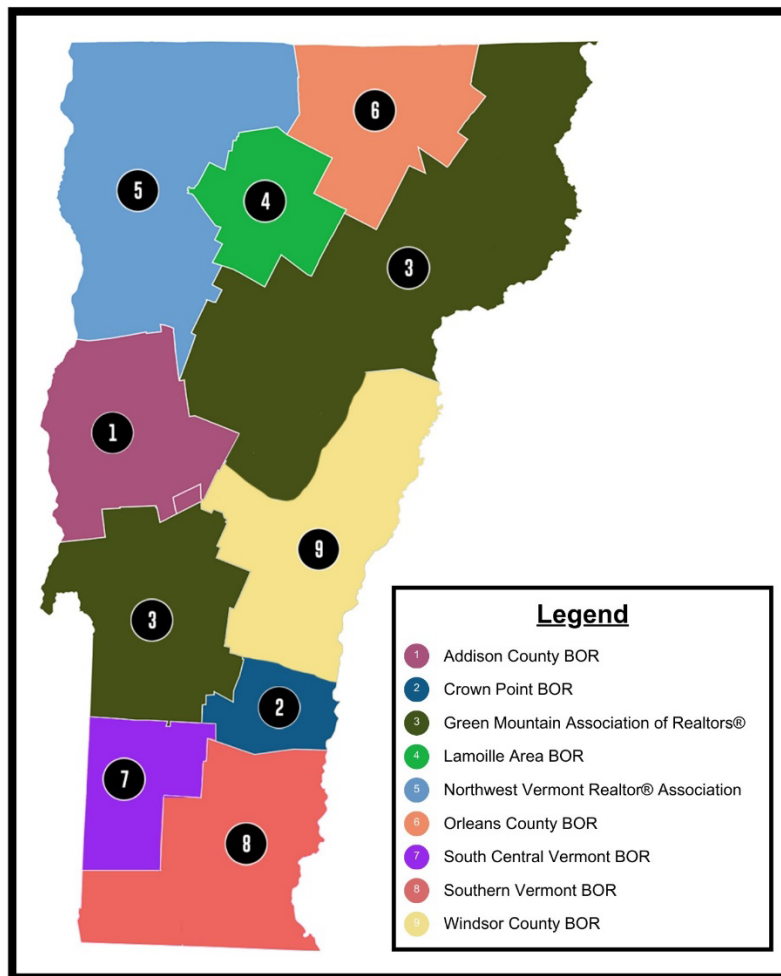 6
5
4
3
1
9
3
2
7
8
Legend
1 Addison County BOR
2 Crown Point BOR
3 Green Mountain Association of Realtors®
4 Lamoille Area BOR
5 Northwest Vermont Realtor® Association
6 Orleans County BOR
7 South Central Vermont BOR
8 Southern Vermont BOR
9 Windsor County BOR